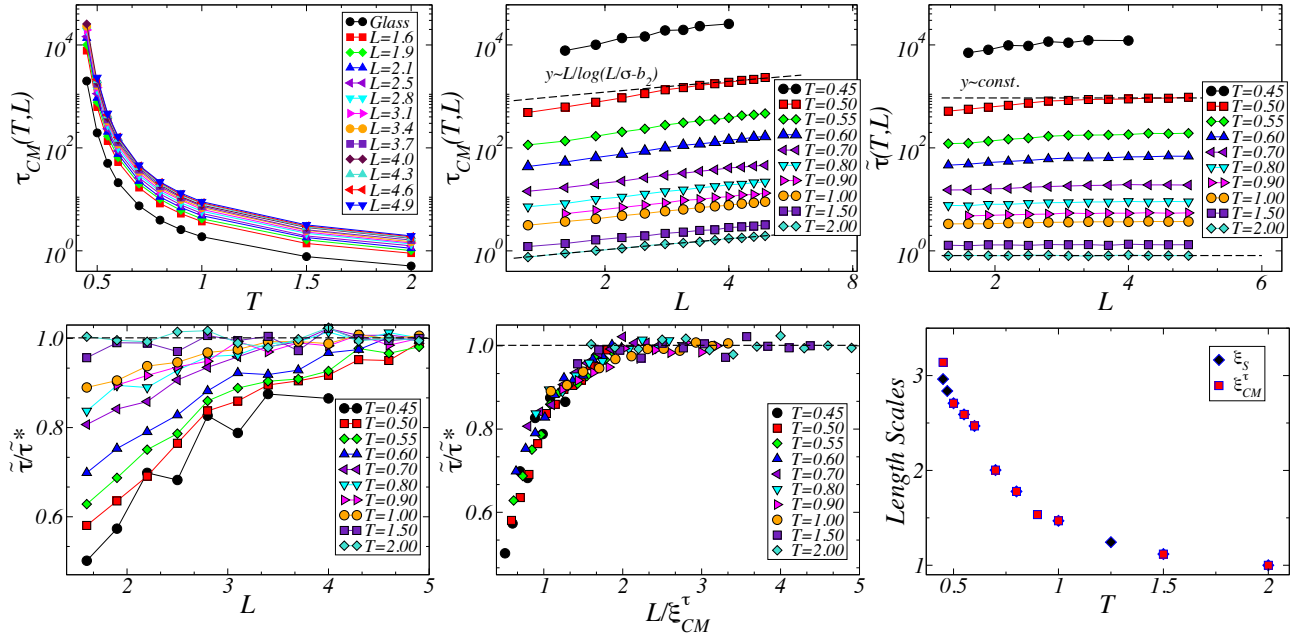 τ_CM(T,L)
10^4
10^2
10^0
0.5 1 1.5 2
T
Glass
L=1.6
L=1.9
L=2.1
L=2.5
L=2.8
L=3.1
L=3.4
L=3.7
L=4.0
L=4.3
L=4.6
L=4.9
τ_CM(T,L)
10^4
10^2
10^0
2 4 8
L
y~L/log(L/σ-b_2)
T=0.45
T=0.50
T=0.55
T=0.60
T=0.70
T=0.80
T=0.90
T=1.00
T=1.50
T=2.00
τ̃(T,L)
10^4
10^2
10^0
2 4 6
L
y~const.
T=0.45
T=0.50
T=0.55
T=0.60
T=0.70
T=0.80
T=0.90
T=1.00
T=1.50
T=2.00
τ̃/τ̃*
1.0
0.8
0.6
2 3 4 5
L
T=0.45
T=0.50
T=0.55
T=0.60
T=0.70
T=0.80
T=0.90
T=1.00
T=1.50
T=2.00
τ̃/τ̃*
1.0
0.8
0.6
1 2 3 4 5
L/ξ_CM^τ
T=0.45
T=0.50
T=0.55
T=0.60
T=0.70
T=0.80
T=0.90
T=1.00
T=1.50
T=2.00
Length Scales
3
2
1
0.5 1 1.5 2
T
ξ_S
ξ_CM^τ